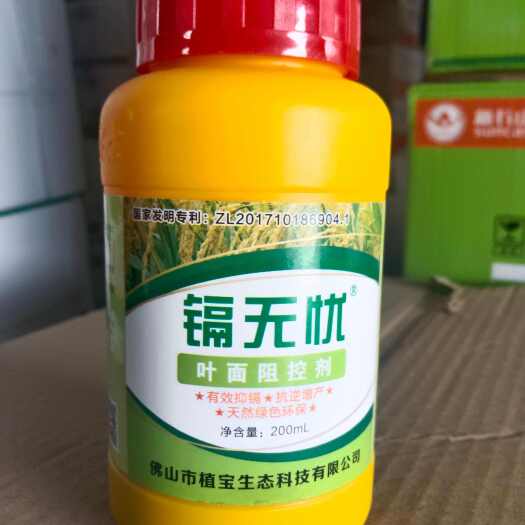 国家发明专利：ZL201710186904.1
镉无忧®
叶面阻控剂
★有效抑镉★抗逆增产★
★天然绿色环保★
净含量：200mL
佛山市植宝生态科技有限公司